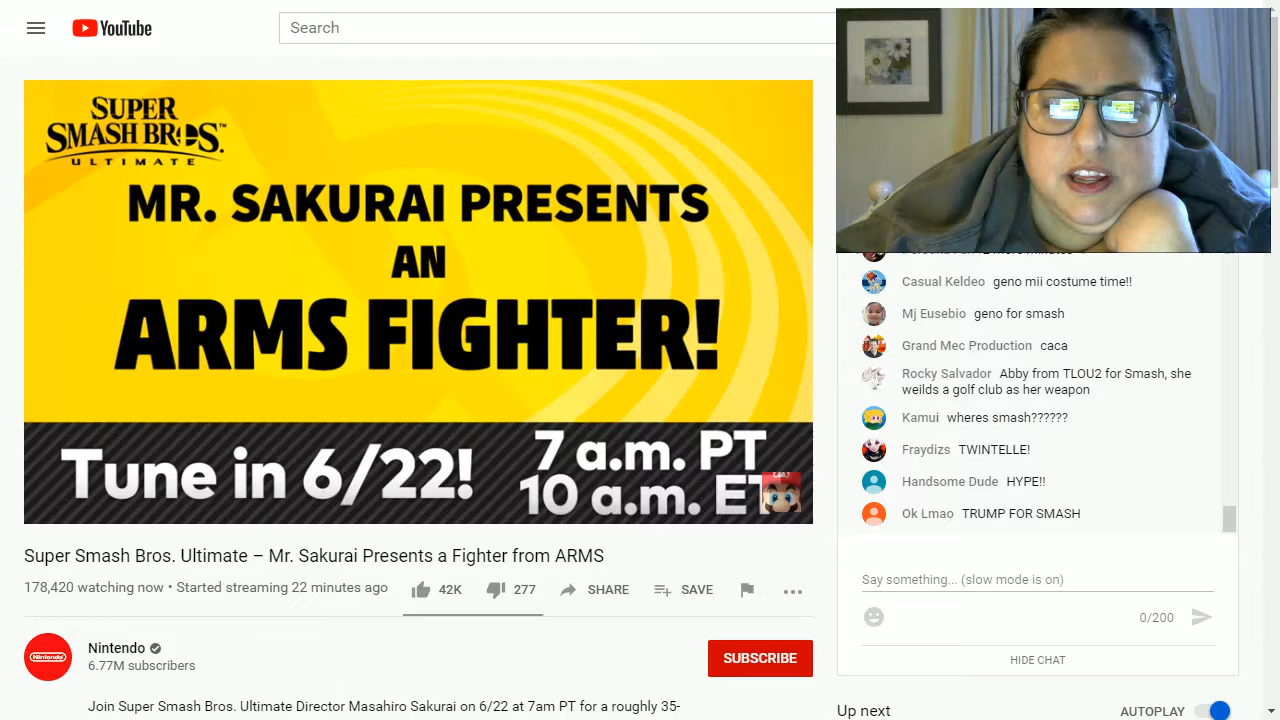 YouTube
Search
SUPER
SMASH BROS.™
ULTIMATE
MR. SAKURAI PRESENTS
AN
ARMS FIGHTER!
Tune in 6/22!
7 a.m. PT
10 a.m. ET
Super Smash Bros. Ultimate – Mr. Sakurai Presents a Fighter from ARMS
178,420 watching now • Started streaming 22 minutes ago
42K
277
SHARE
SAVE
Nintendo
Nintendo
6.77M subscribers
SUBSCRIBE
Join Super Smash Bros. Ultimate Director Masahiro Sakurai on 6/22 at 7am PT for a roughly 35-
Casual Keldeo geno mii costume time!!
Mj Eusebio geno for smash
Grand Mec Production caca
Rocky Salvador Abby from TLOU2 for Smash, she
weilds a golf club as her weapon
Kamui wheres smash??????
Fraydizs TWINTELLE!
Handsome Dude HYPE!!
Ok Lmao TRUMP FOR SMASH
Say something... (slow mode is on)
0/200
HIDE CHAT
Up next
AUTOPLAY